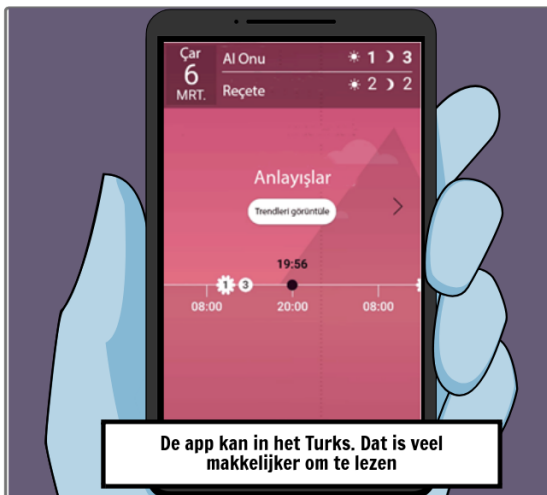 Çar
6
MRT.
Al Onu ☀ 1 ☽ 3
Reçete ☀ 2 ☽ 2
Anlayışlar
Trendleri görüntüle
19:56
1 3
08:00 20:00 08:00
De app kan in het Turks. Dat is veel
makkelijker om te lezen